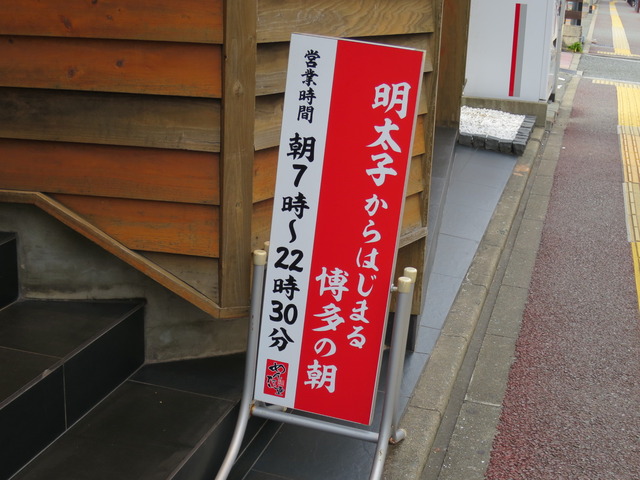 明太子からはじまる
博多の朝
営業時間
朝7時〜22時30分